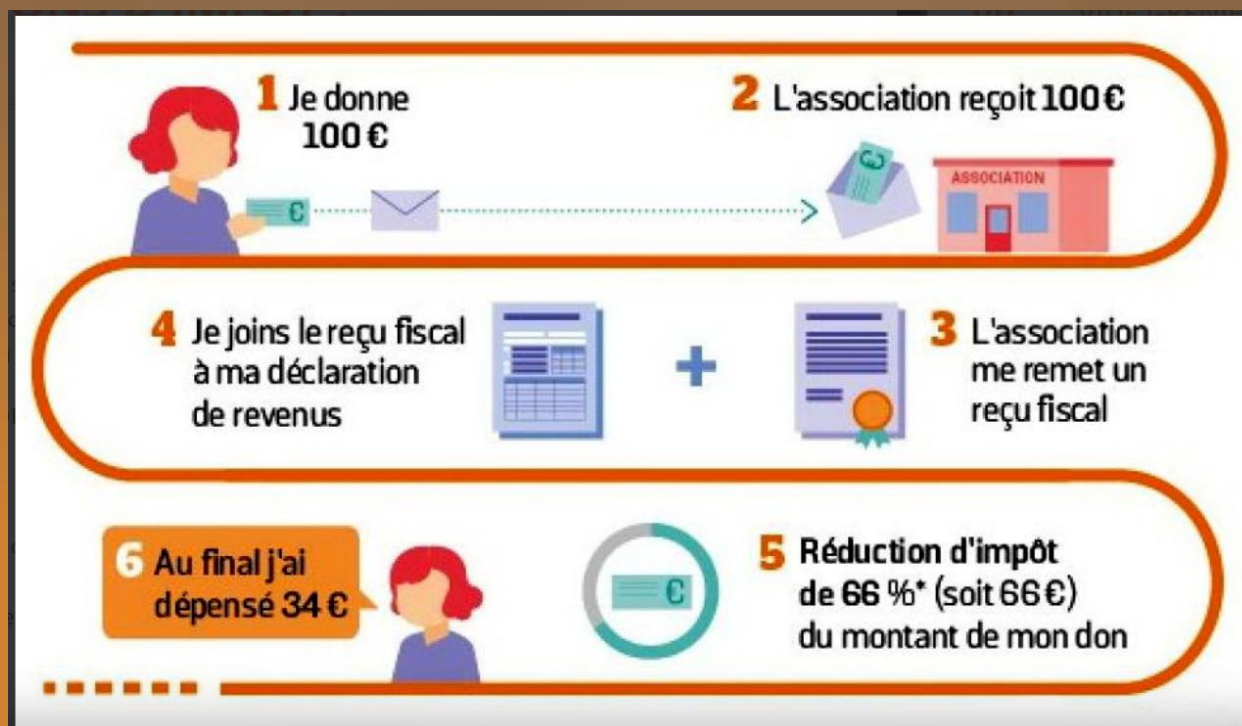 1 Je donne
100 €
2 L'association reçoit 100 €
€
€
ASSOCIATION
3 L'association
me remet un
reçu fiscal
4 Je joins le reçu fiscal
à ma déclaration
de revenus
5 Réduction d'impôt
de 66 %* (soit 66 €)
du montant de mon don
€
6 Au final j'ai
dépensé 34 €